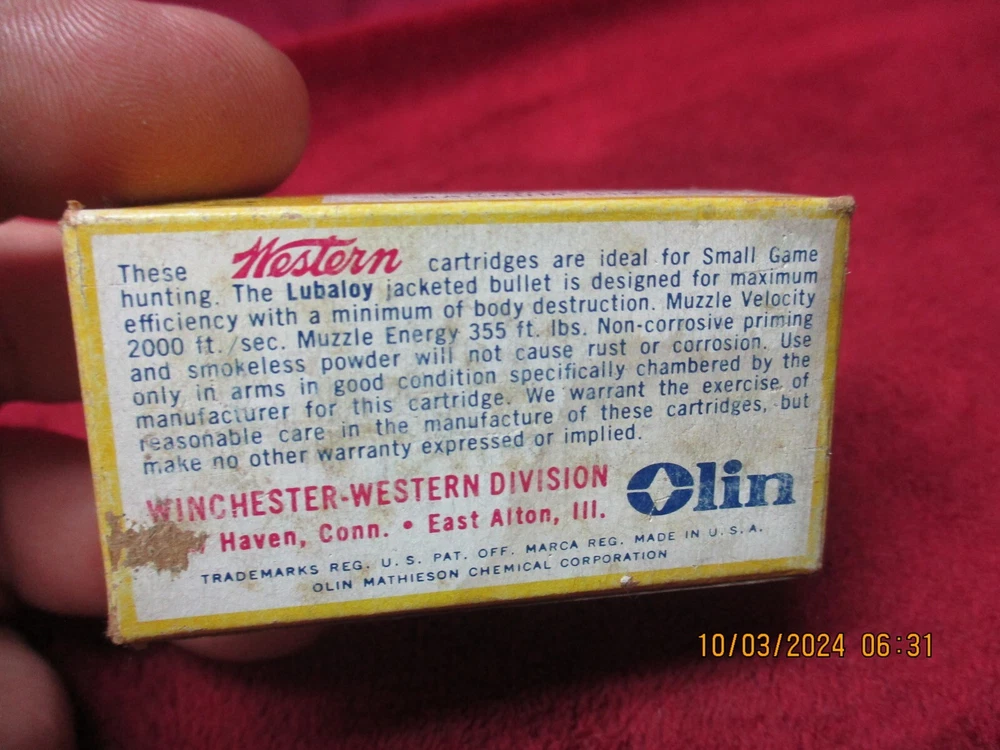 These Western cartridges are ideal for Small Game
hunting. The Lubaloy jacketed bullet is designed for maximum
efficiency with a minimum of body destruction. Muzzle Velocity
2000 ft./sec. Muzzle Energy 355 ft. lbs. Non-corrosive priming
and smokeless powder will not cause rust or corrosion. Use
only in arms in good condition specifically chambered by the
manufacturer for this cartridge. We warrant the exercise of
reasonable care in the manufacture of these cartridges, but
make no other warranty expressed or implied.
WINCHESTER-WESTERN DIVISION
Haven, Conn. • East Alton, Ill.
Olin
TRADEMARKS REG. U. S. PAT. OFF. MARCA REG. MADE IN U. S. A.
OLIN MATHIESON CHEMICAL CORPORATION
10/03/2024 06:31